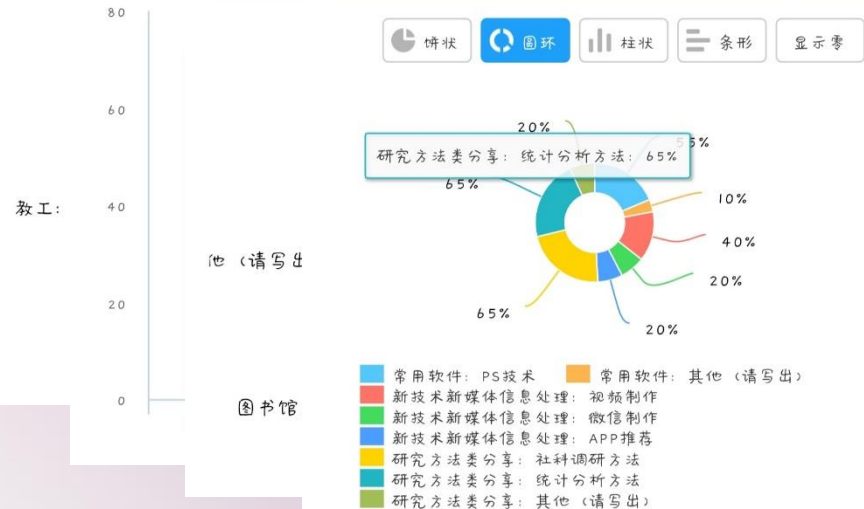 80
60
教工: 40
20
0
他（请写出
图书馆
饼状 圆环 柱状 条形 显示零
20%
55%
研究方法类分享: 统计分析方法: 65%
65%
10%
40%
20%
65%
20%
常用软件: PS技术 常用软件: 其他（请写出）
新技术新媒体信息处理: 视频制作
新技术新媒体信息处理: 微信制作
新技术新媒体信息处理: APP推荐
研究方法类分享: 社科调研方法
研究方法类分享: 统计分析方法
研究方法类分享: 其他（请写出）